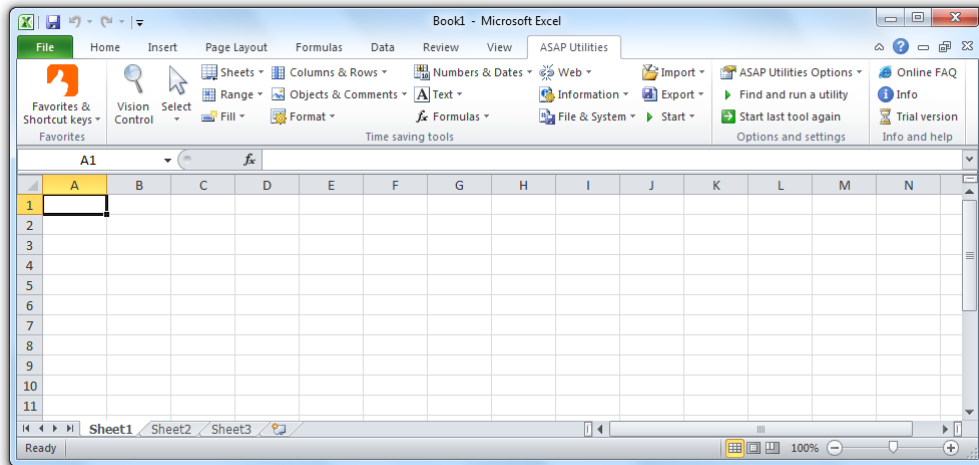 Book1 - Microsoft Excel
File Home Insert Page Layout Formulas Data Review View ASAP Utilities
Favorites & Shortcut keys
Vision Control
Select
Sheets
Range
Fill
Columns & Rows
Objects & Comments
Format
Numbers & Dates
Text
Formulas
Web
Information
File & System
Import
Export
Start
ASAP Utilities Options
Find and run a utility
Start last tool again
Online FAQ
Info
Trial version
Favorites Time saving tools Options and settings Info and help
A1 fx
A B C D E F G H I J K L M N
1
2
3
4
5
6
7
8
9
10
11
Sheet1 Sheet2 Sheet3
Ready 100%